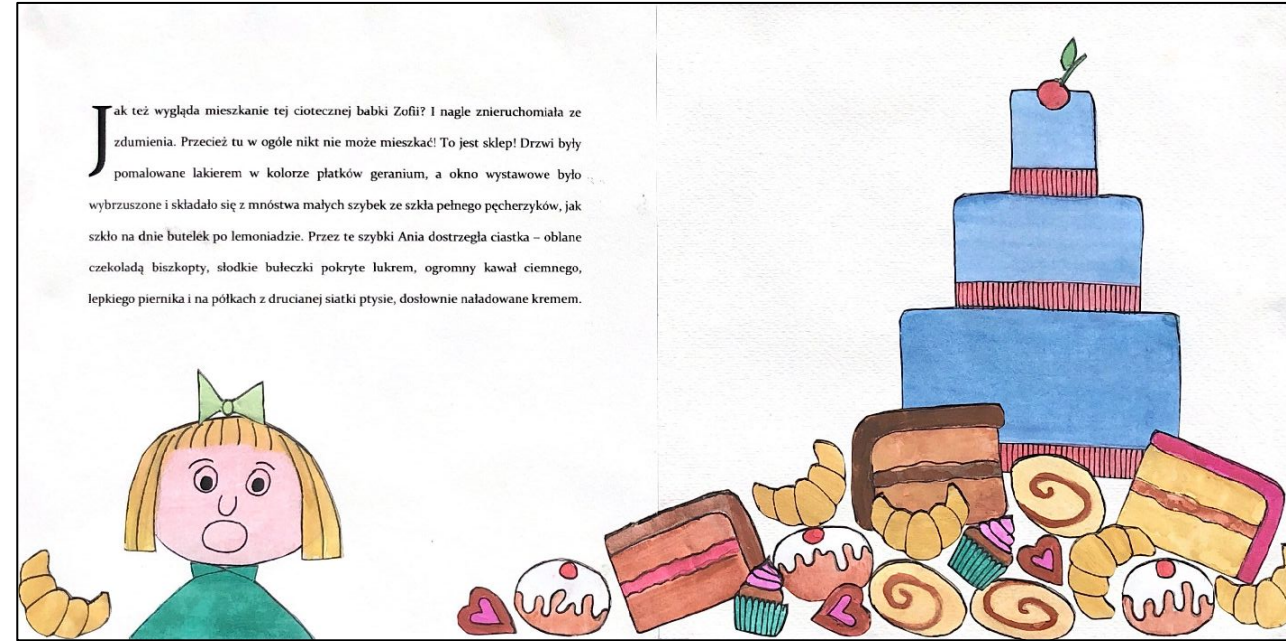 Jak też wygląda mieszkanie tej ciotecznej babki Zofii? I nagle znieruchomiała ze
zdumienia. Przecież tu w ogóle nikt nie może mieszkać! To jest sklep! Drzwi były
pomalowane lakierem w kolorze płatków geranium, a okno wystawowe było
wybrzuszone i składało się z mnóstwa małych szybek ze szkła pełnego pęcherzyków, jak
szkło na dnie butelek po lemoniadzie. Przez te szybki Ania dostrzegła ciastka – oblane
czekoladą biszkopty, słodkie bułeczki pokryte lukrem, ogromny kawał ciemnego,
lepkiego piernika i na półkach z drucianej siatki ptysie, dosłownie naładowane kremem.